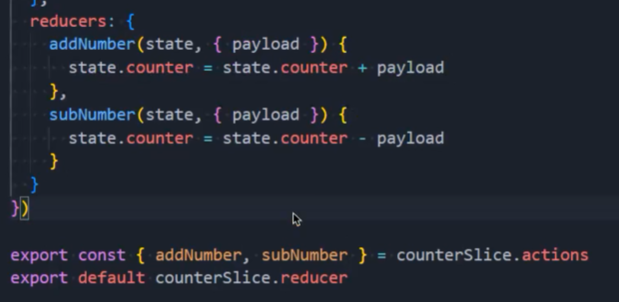 },
reducers: {
addNumber(state, { payload }) {
state.counter = state.counter + payload
},
subNumber(state, { payload }) {
state.counter = state.counter - payload
}
}
})
export const { addNumber, subNumber } = counterSlice.actions
export default counterSlice.reducer